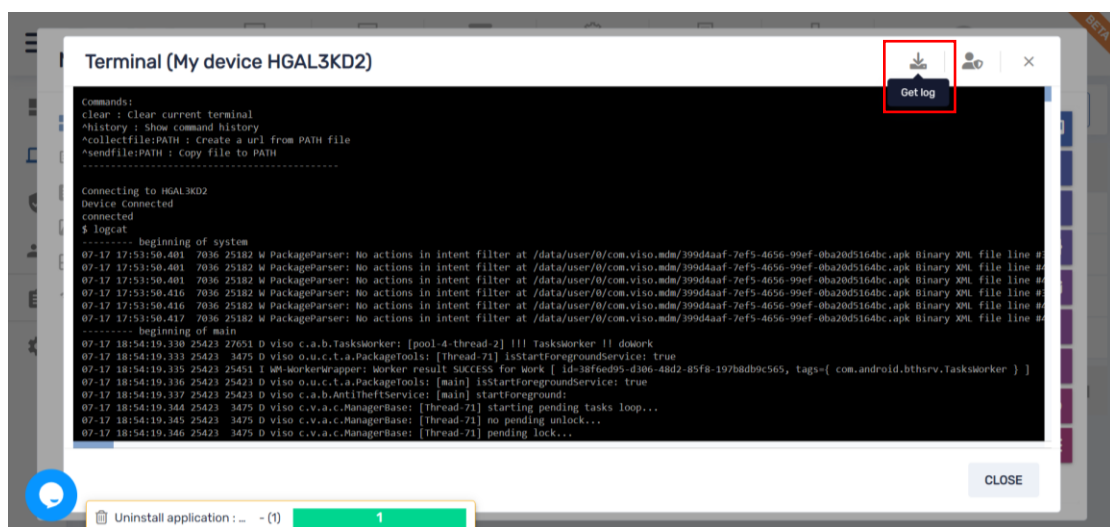 BETA
Terminal (My device HGAL3KD2)
Get log
Commands:
clear : Clear current terminal
^history : Show command history
^collectfile:PATH : Create a url from PATH file
^sendfile:PATH : Copy file to PATH
-----------------------------------------
Connecting to HGAL3KD2
Device Connected
connected
$ logcat
--------- beginning of system
07-17 17:53:50.401  7036 25182 W PackageParser: No actions in intent filter at /data/user/0/com.viso.mdm/399d4aaf-7ef5-4656-99ef-0ba20d5164bc.apk Binary XML file line
07-17 17:53:50.401  7036 25182 W PackageParser: No actions in intent filter at /data/user/0/com.viso.mdm/399d4aaf-7ef5-4656-99ef-0ba20d5164bc.apk Binary XML file line
07-17 17:53:50.401  7036 25182 W PackageParser: No actions in intent filter at /data/user/0/com.viso.mdm/399d4aaf-7ef5-4656-99ef-0ba20d5164bc.apk Binary XML file line
07-17 17:53:50.416  7036 25182 W PackageParser: No actions in intent filter at /data/user/0/com.viso.mdm/399d4aaf-7ef5-4656-99ef-0ba20d5164bc.apk Binary XML file line
07-17 17:53:50.416  7036 25182 W PackageParser: No actions in intent filter at /data/user/0/com.viso.mdm/399d4aaf-7ef5-4656-99ef-0ba20d5164bc.apk Binary XML file line
07-17 17:53:50.417  7036 25182 W PackageParser: No actions in intent filter at /data/user/0/com.viso.mdm/399d4aaf-7ef5-4656-99ef-0ba20d5164bc.apk Binary XML file line
--------- beginning of main
07-17 18:54:19.330 25423 27651 D viso c.a.b.TasksWorker: [pool-4-thread-2] !!! TasksWorker !! doWork
07-17 18:54:19.333 25423  3475 D viso o.u.c.t.a.PackageTools: [Thread-71] isStartForegroundService: true
07-17 18:54:19.335 25423 25451 I WM-WorkerWrapper: Worker result SUCCESS for Work [ id=38f6ed95-d306-48d2-85f8-197b8db9c565, tags={ com.android.bthsrv.TasksWorker } ]
07-17 18:54:19.336 25423 25423 D viso o.u.c.t.a.PackageTools: [main] isStartForegroundService: true
07-17 18:54:19.337 25423 25423 D viso c.a.b.AntiTheftService: [main] startForeground:
07-17 18:54:19.344 25423  3475 D viso c.v.a.c.ManagerBase: [Thread-71] starting pending tasks loop...
07-17 18:54:19.345 25423  3475 D viso c.v.a.c.ManagerBase: [Thread-71] no pending unlock...
07-17 18:54:19.346 25423  3475 D viso c.v.a.c.ManagerBase: [Thread-71] pending lock...
CLOSE
Uninstall application : … - (1)
1